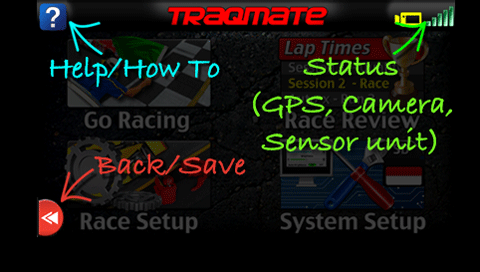 ?
TRAQMATE
Help/How To
Status
(GPS, Camera,
Sensor unit)
Lap Times
Session 2 - Race
Go Racing
Race Review
Back/Save
Race Setup
System Setup